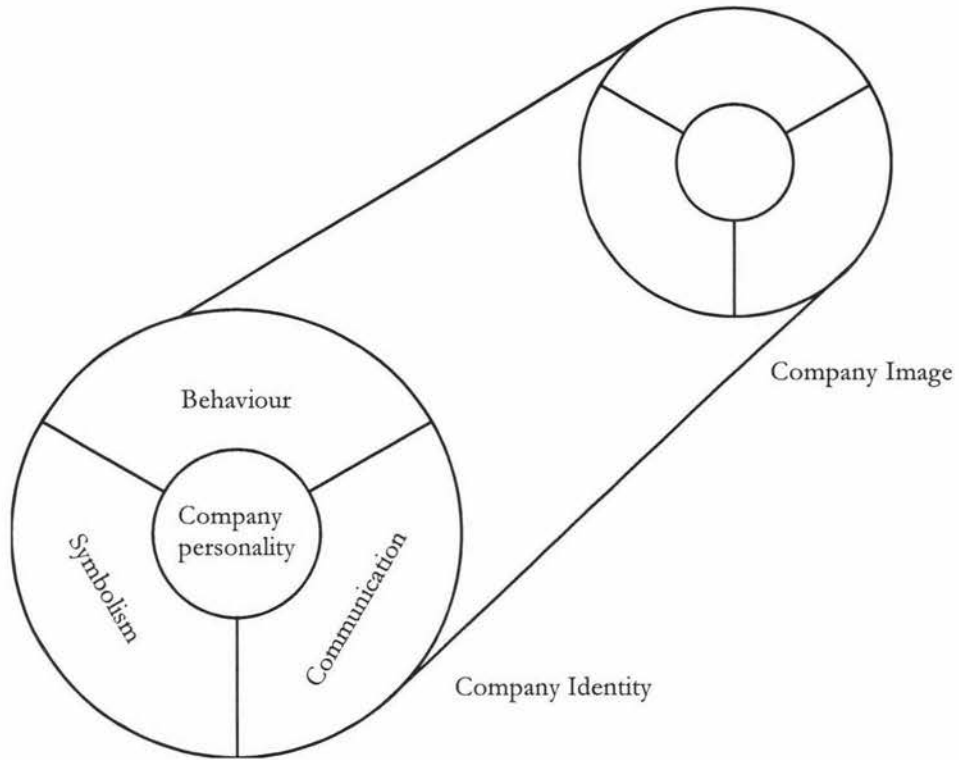 Company Image
Behaviour
Company
personality
Symbolism
Communication
Company Identity